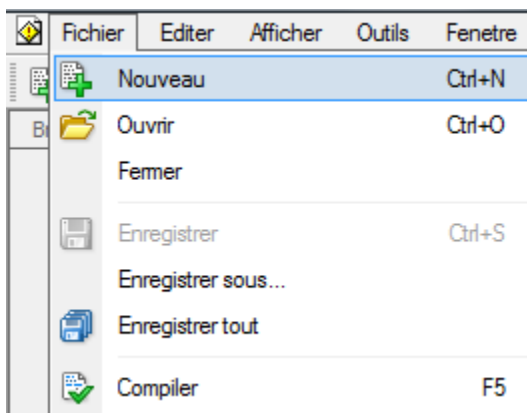 Fichier Editer Afficher Outils Fenetre
Nouveau Ctrl+N
Ouvrir Ctrl+O
Fermer
Enregistrer Ctrl+S
Enregistrer sous...
Enregistrer tout
Compiler F5